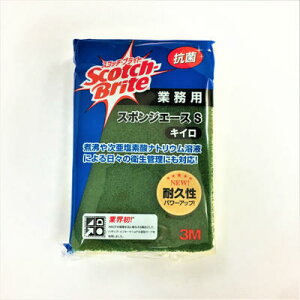 スコッチ・ブライト
抗菌
Scotch-Brite
業務用
スポンジエース S
キイロ
煮沸や次亜塩素酸ナトリウム溶液
による日々の衛生管理にも対応!
NEW!
耐久性
パワーアップ!
業界初!
3M